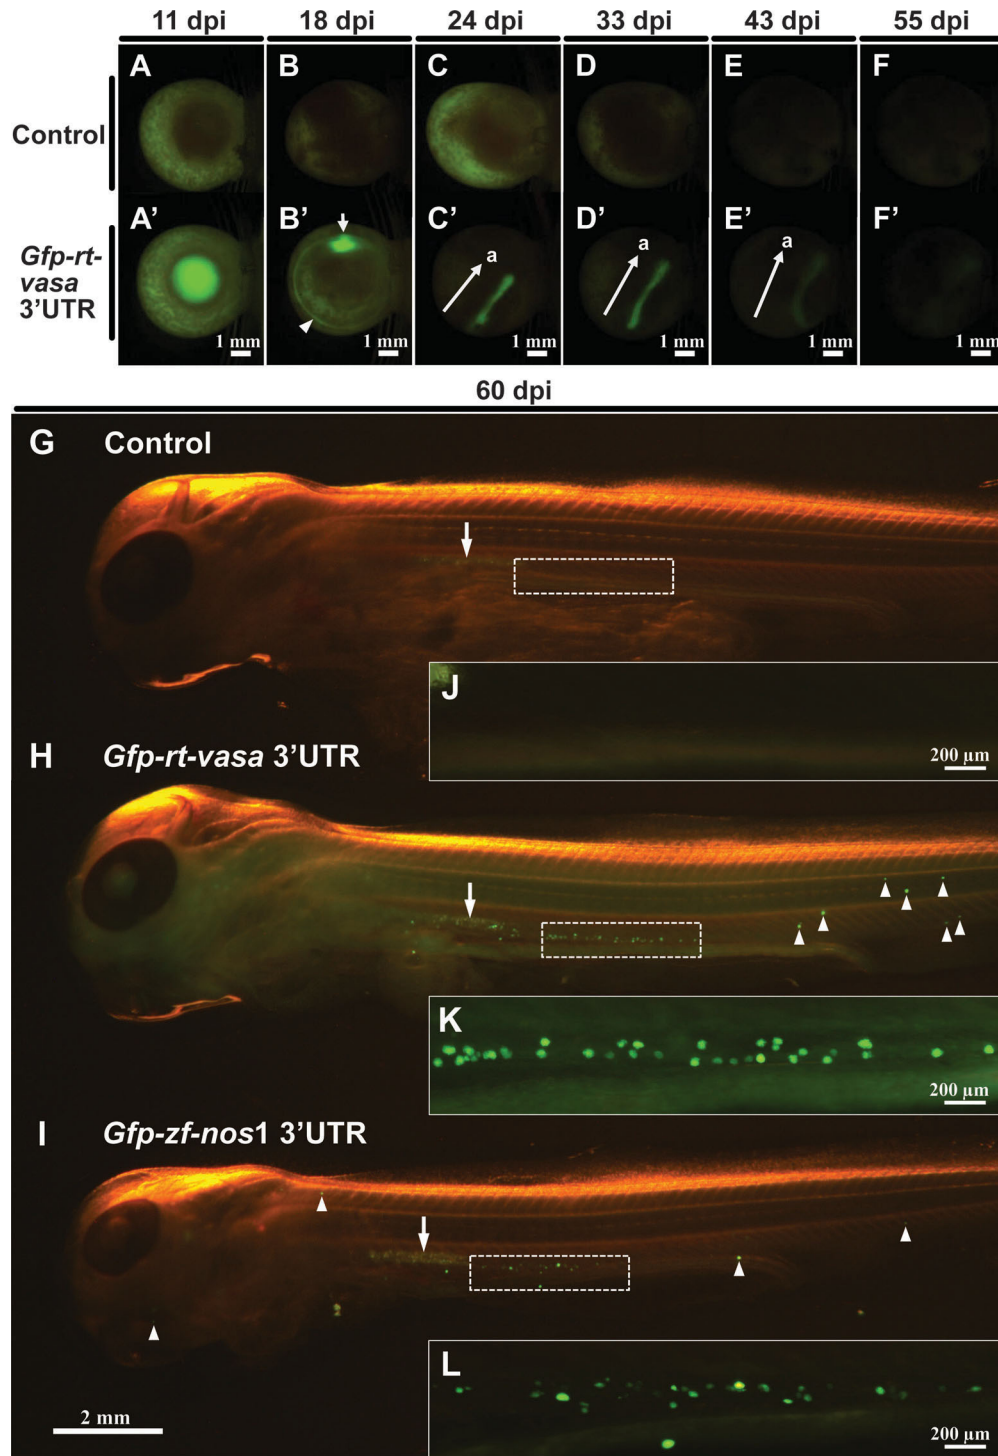 11 dpi 18 dpi 24 dpi 33 dpi 43 dpi 55 dpi
A B C D E F
Control
A' B' C' D' E' F'
a a a
Gfp-rt-
vasa
3'UTR
1 mm 1 mm 1 mm 1 mm 1 mm 1 mm
60 dpi
G Control
J
200 µm
H Gfp-rt-vasa 3'UTR
K
200 µm
I Gfp-zf-nos1 3'UTR
L
2 mm
200 µm